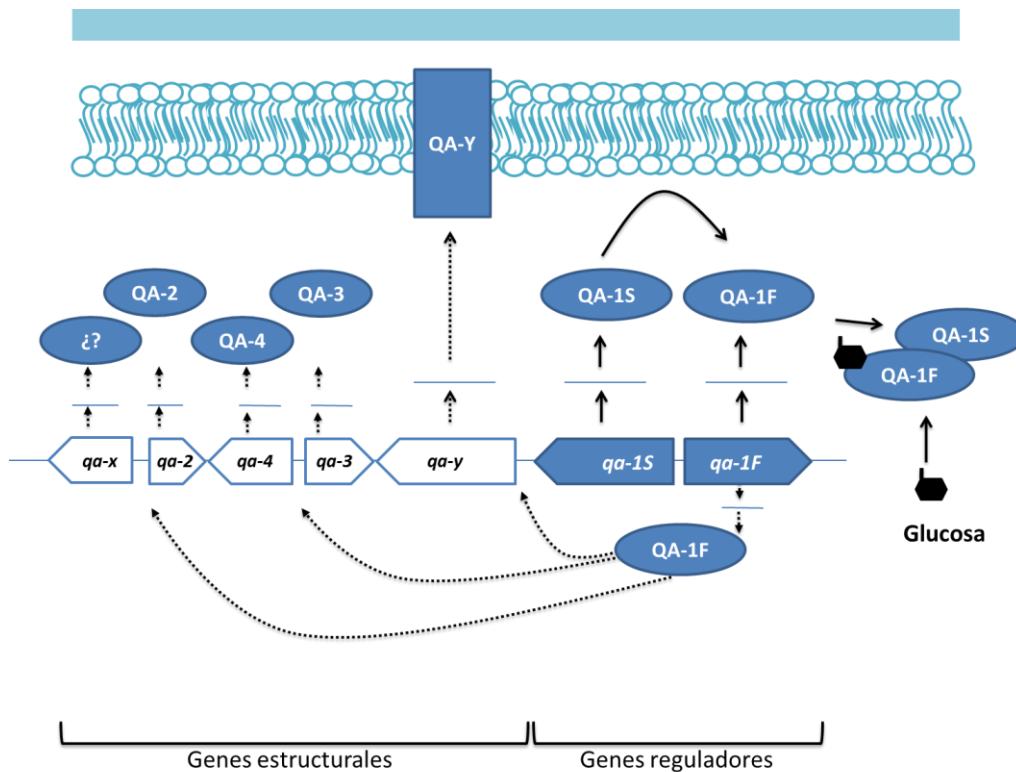 QA-Y
QA-2
QA-3
QA-1S
QA-1F
¿?
QA-4
QA-1S
QA-1F
qa-x
qa-2
qa-4
qa-3
qa-y
qa-1S
qa-1F
Glucosa
QA-1F
Genes estructurales
Genes reguladores